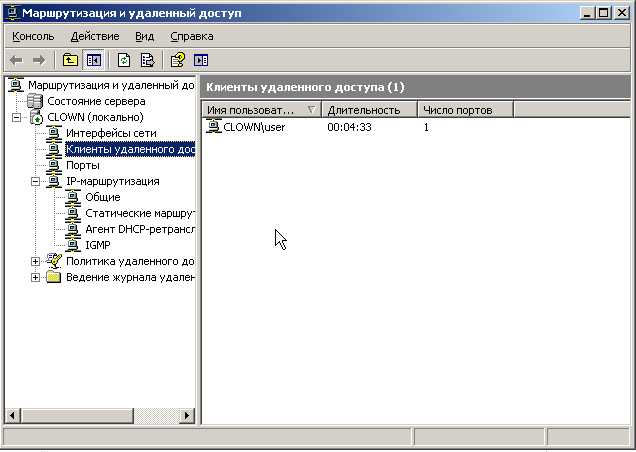 Маршрутизация и удаленный доступ
Консоль Действие Вид Справка
Маршрутизация и удаленный до
Состояние сервера
CLOWN (локально)
Интерфейсы сети
Клиенты удаленного дос
Порты
IP-маршрутизация
Общие
Статические маршрут
Агент DHCP-ретрансл
IGMP
Политика удаленного до
Ведение журнала удален
Клиенты удаленного доступа (1)
Имя пользоват... Длительность Число портов
CLOWN\user 00:04:33 1